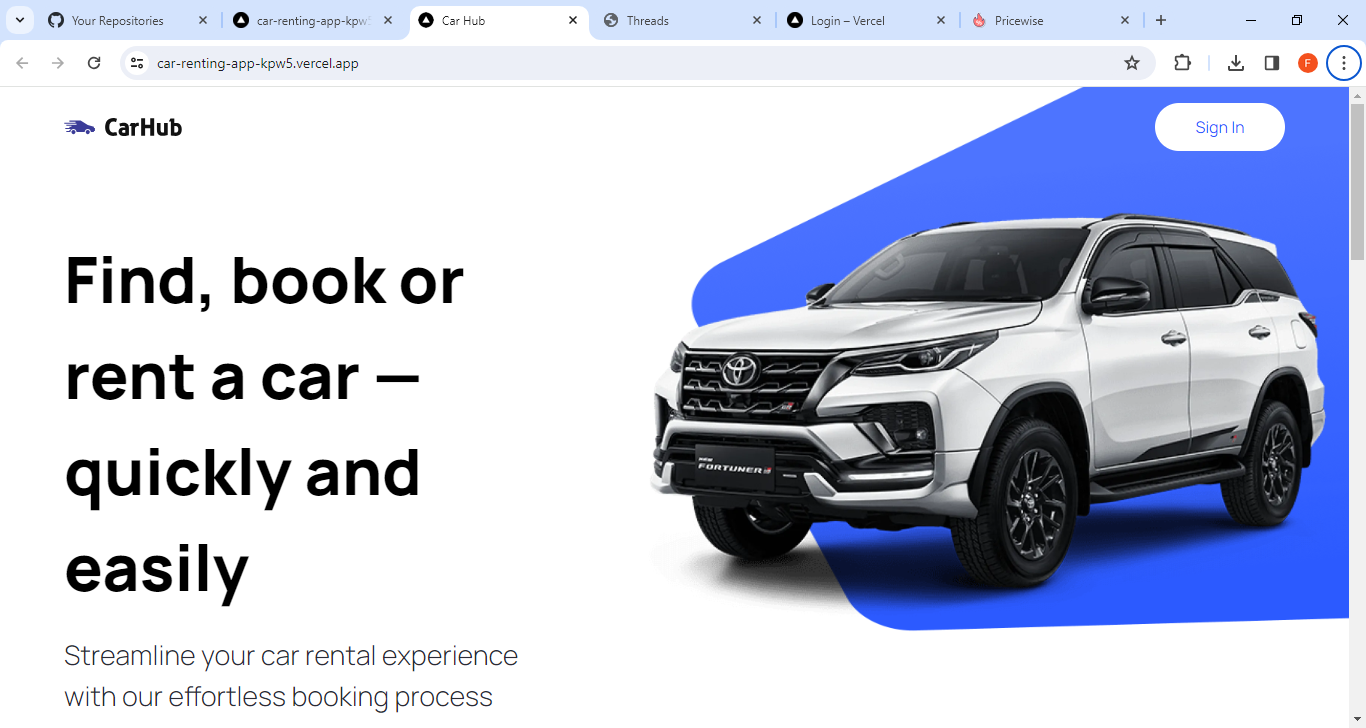 Your Repositories
car-renting-app-kpw5
Car Hub
Threads
Login – Vercel
Pricewise
car-renting-app-kpw5.vercel.app
F
CarHub
Sign In
Find, book or
rent a car —
quickly and
easily
Streamline your car rental experience
with our effortless booking process
NEW
FORTUNER